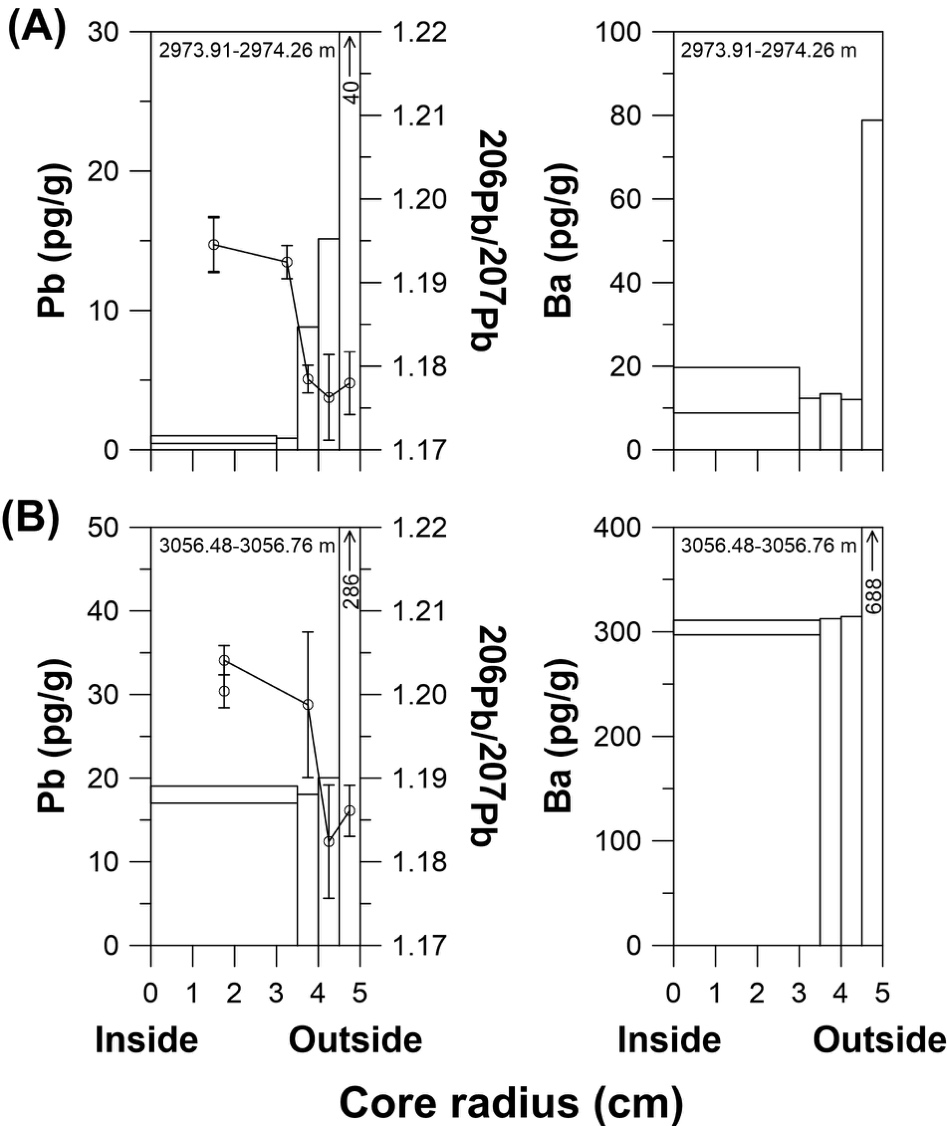 (A)
30
20
10
0
Pb (pg/g)
2973.91-2974.26 m
40
1.22
1.21
1.20
1.19
1.18
1.17
206Pb/207Pb
100
80
60
40
20
0
Ba (pg/g)
2973.91-2974.26 m
(B)
50
40
30
20
10
0
Pb (pg/g)
3056.48-3056.76 m
286
1.22
1.21
1.20
1.19
1.18
1.17
206Pb/207Pb
400
300
200
100
0
Ba (pg/g)
3056.48-3056.76 m
688
0 1 2 3 4 5
0 1 2 3 4 5
Inside Outside
Inside Outside
Core radius (cm)